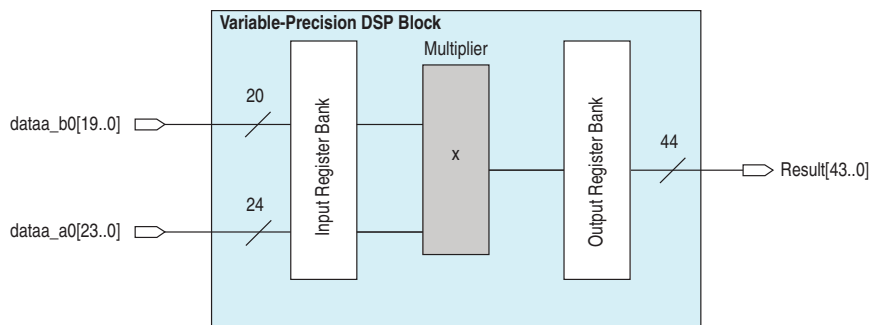 Variable-Precision DSP Block
Multiplier
20
dataa_b0[19..0]
Input Register Bank
x
Output Register Bank
44
Result[43..0]
24
dataa_a0[23..0]